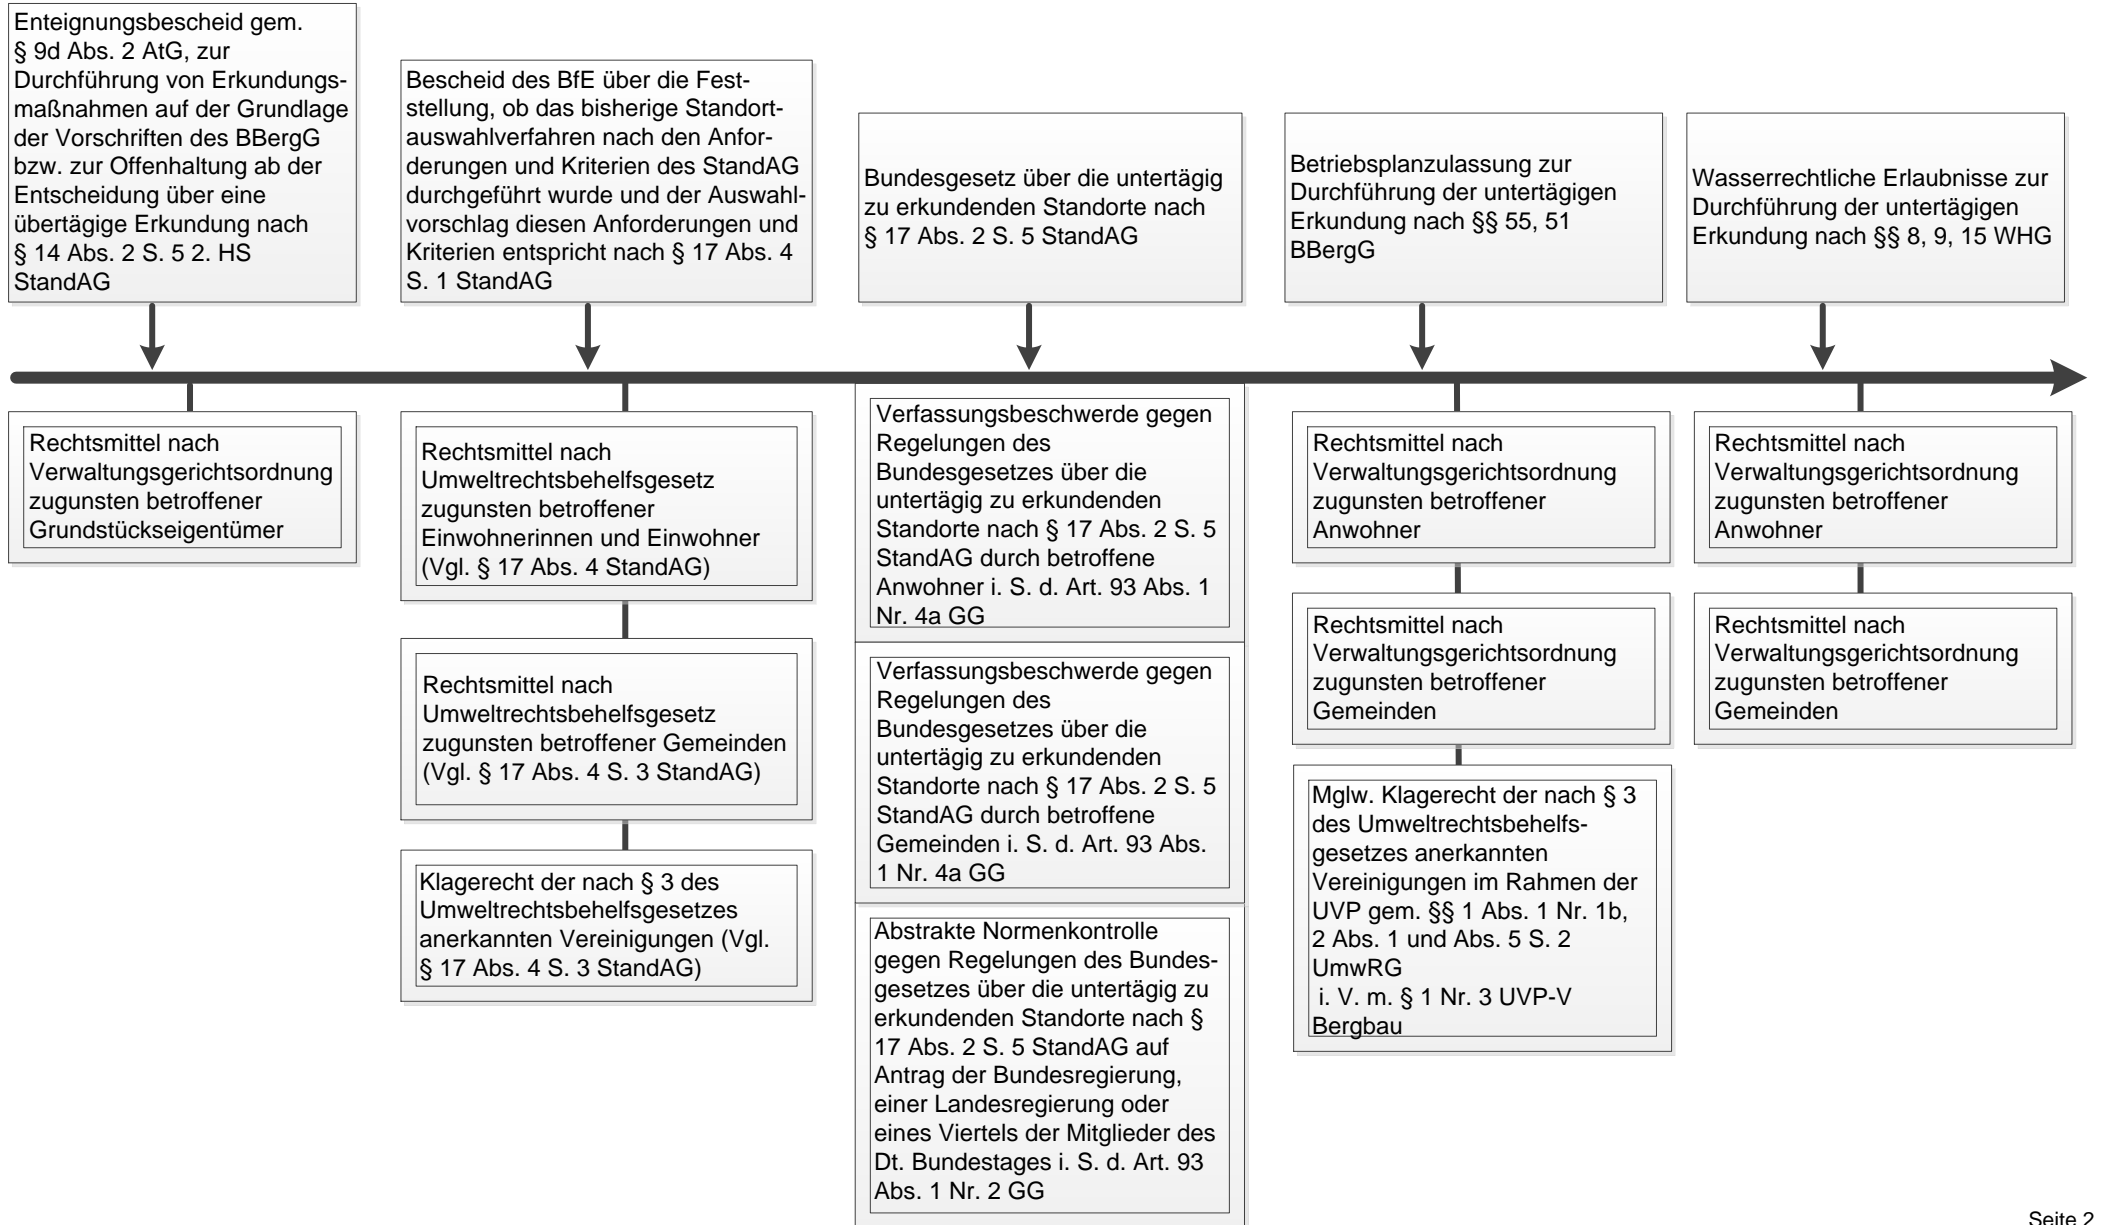 Enteignungsbescheid gem.
§ 9d Abs. 2 AtG, zur
Durchführung von Erkundungs-
maßnahmen auf der Grundlage
der Vorschriften des BBergG
bzw. zur Offenhaltung ab der
Entscheidung über eine
übertägige Erkundung nach
§ 14 Abs. 2 S. 5 2. HS
StandAG
Bescheid des BfE über die Fest-
stellung, ob das bisherige Standort-
auswahlverfahren nach den Anfor-
derungen und Kriterien des StandAG
durchgeführt wurde und der Auswahl-
vorschlag diesen Anforderungen und
Kriterien entspricht nach § 17 Abs. 4
S. 1 StandAG
Bundesgesetz über die untertägig
zu erkundenden Standorte nach
§ 17 Abs. 2 S. 5 StandAG
Betriebsplanzulassung zur
Durchführung der untertägigen
Erkundung nach §§ 55, 51
BBergG
Wasserrechtliche Erlaubnisse zur
Durchführung der untertägigen
Erkundung nach §§ 8, 9, 15 WHG
Rechtsmittel nach
Verwaltungsgerichtsordnung
zugunsten betroffener
Grundstückseigentümer
Rechtsmittel nach
Umweltrechtsbehelfsgesetz
zugunsten betroffener
Einwohnerinnen und Einwohner
(Vgl. § 17 Abs. 4 StandAG)
Rechtsmittel nach
Umweltrechtsbehelfsgesetz
zugunsten betroffener Gemeinden
(Vgl. § 17 Abs. 4 S. 3 StandAG)
Klagerecht der nach § 3 des
Umweltrechtsbehelfsgesetzes
anerkannten Vereinigungen (Vgl.
§ 17 Abs. 4 S. 3 StandAG)
Verfassungsbeschwerde gegen
Regelungen des
Bundesgesetzes über die
untertägig zu erkundenden
Standorte nach § 17 Abs. 2 S. 5
StandAG durch betroffene
Anwohner i. S. d. Art. 93 Abs. 1
Nr. 4a GG
Verfassungsbeschwerde gegen
Regelungen des
Bundesgesetzes über die
untertägig zu erkundenden
Standorte nach § 17 Abs. 2 S. 5
StandAG durch betroffene
Gemeinden i. S. d. Art. 93 Abs.
1 Nr. 4a GG
Abstrakte Normenkontrolle
gegen Regelungen des Bundes-
gesetzes über die untertägig zu
erkundenden Standorte nach §
17 Abs. 2 S. 5 StandAG auf
Antrag der Bundesregierung,
einer Landesregierung oder
eines Viertels der Mitglieder des
Dt. Bundestages i. S. d. Art. 93
Abs. 1 Nr. 2 GG
Rechtsmittel nach
Verwaltungsgerichtsordnung
zugunsten betroffener
Anwohner
Rechtsmittel nach
Verwaltungsgerichtsordnung
zugunsten betroffener
Gemeinden
Mglw. Klagerecht der nach § 3
des Umweltrechtsbehelfs-
gesetzes anerkannten
Vereinigungen im Rahmen der
UVP gem. §§ 1 Abs. 1 Nr. 1b,
2 Abs. 1 und Abs. 5 S. 2
UmwRG
i. V. m. § 1 Nr. 3 UVP-V
Bergbau
Rechtsmittel nach
Verwaltungsgerichtsordnung
zugunsten betroffener
Anwohner
Rechtsmittel nach
Verwaltungsgerichtsordnung
zugunsten betroffener
Gemeinden
Seite 2